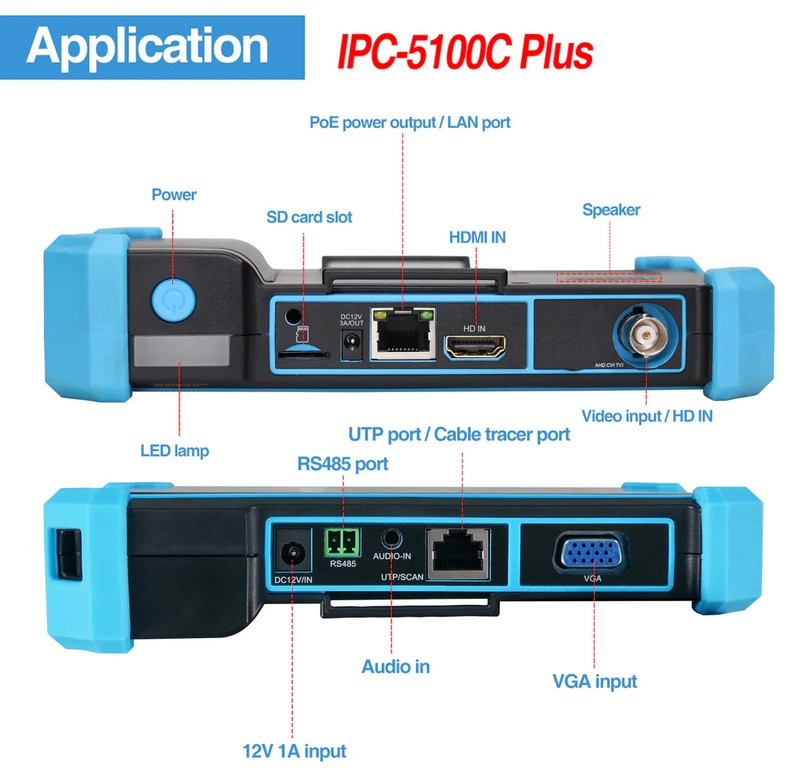 Application
IPC-5100C Plus
PoE power output / LAN port
Power
SD card slot
Speaker
HDMI IN
DC12V
3A/OUT
HD IN
AHD CVI TVI
Video input / HD IN
LED lamp
UTP port / Cable tracer port
RS485 port
DC12V/IN
RS485
AUDIO-IN
UTP/SCAN
VGA
Audio in
VGA input
12V 1A input